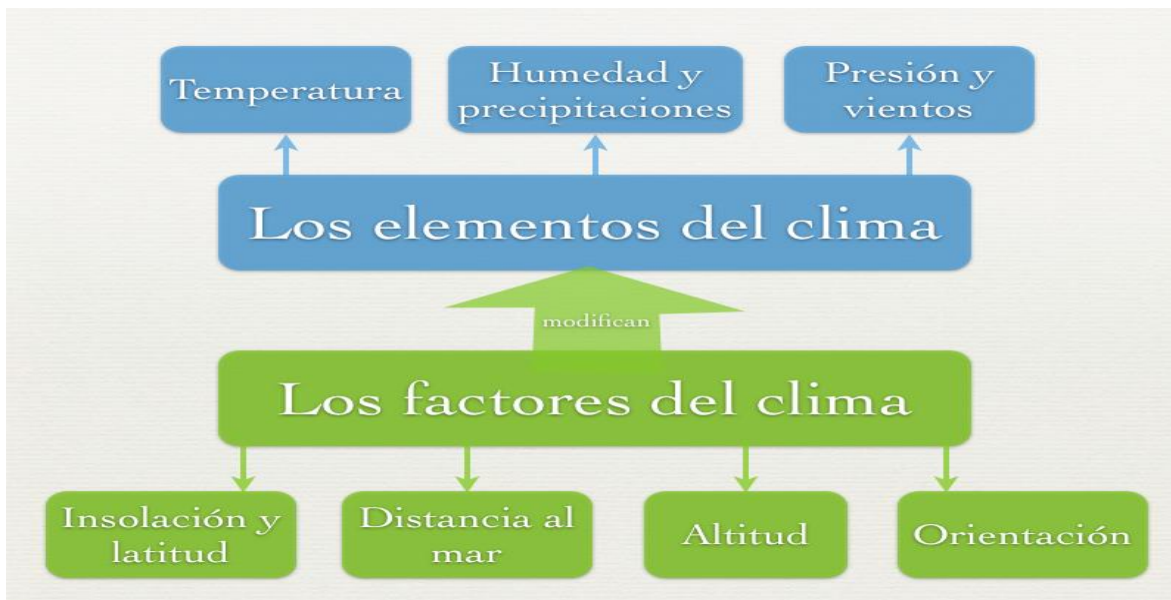 Temperatura
Humedad y
precipitaciones
Presión y
vientos
Los elementos del clima
modifican
Los factores del clima
Insolación y
latitud
Distancia al
mar
Altitud
Orientación